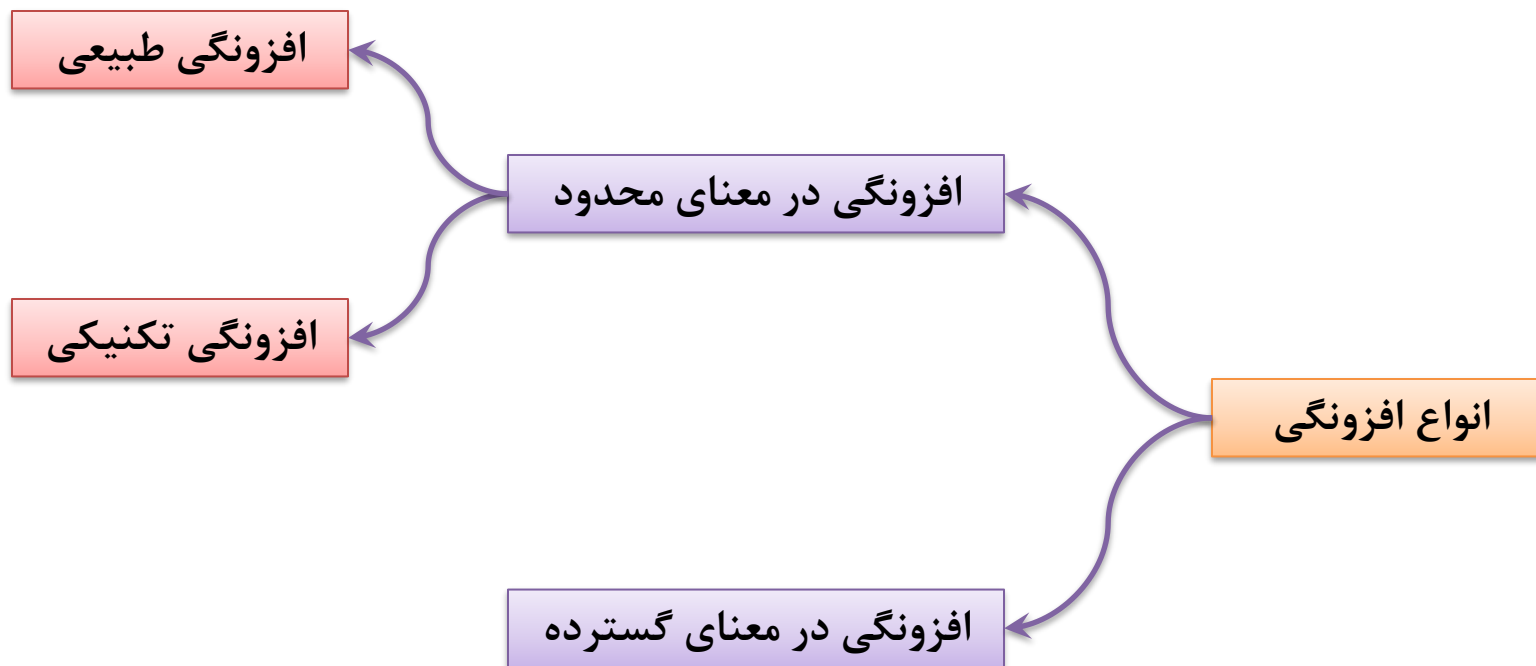 افزونگی طبیعی
افزونگی در معنای محدود
افزونگی تکنیکی
انواع افزونگی
افزونگی در معنای گسترده